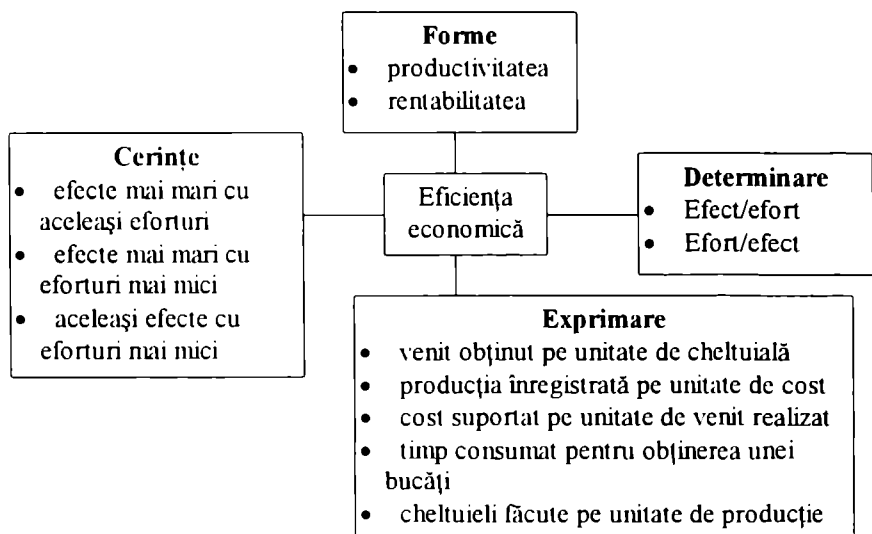 Forme
• productivitatea
• rentabilitatea
Cerințe
• efecte mai mari cu
aceleași eforturi
• efecte mai mari cu
eforturi mai mici
• aceleași efecte cu
eforturi mai mici
Eficiența
economică
Determinare
• Efect/efort
• Efort/efect
Exprimare
• venit obținut pe unitate de cheltuială
• producția înregistrată pe unitate de cost
• cost suportat pe unitate de venit realizat
• timp consumat pentru obținerea unei
bucăți
• cheltuieli făcute pe unitate de producție